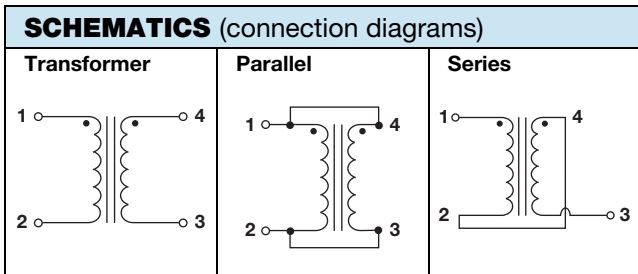 SCHEMATICS (connection diagrams)
Transformer Parallel Series
1 4 1 4 1 4
2 3 2 3 2 3